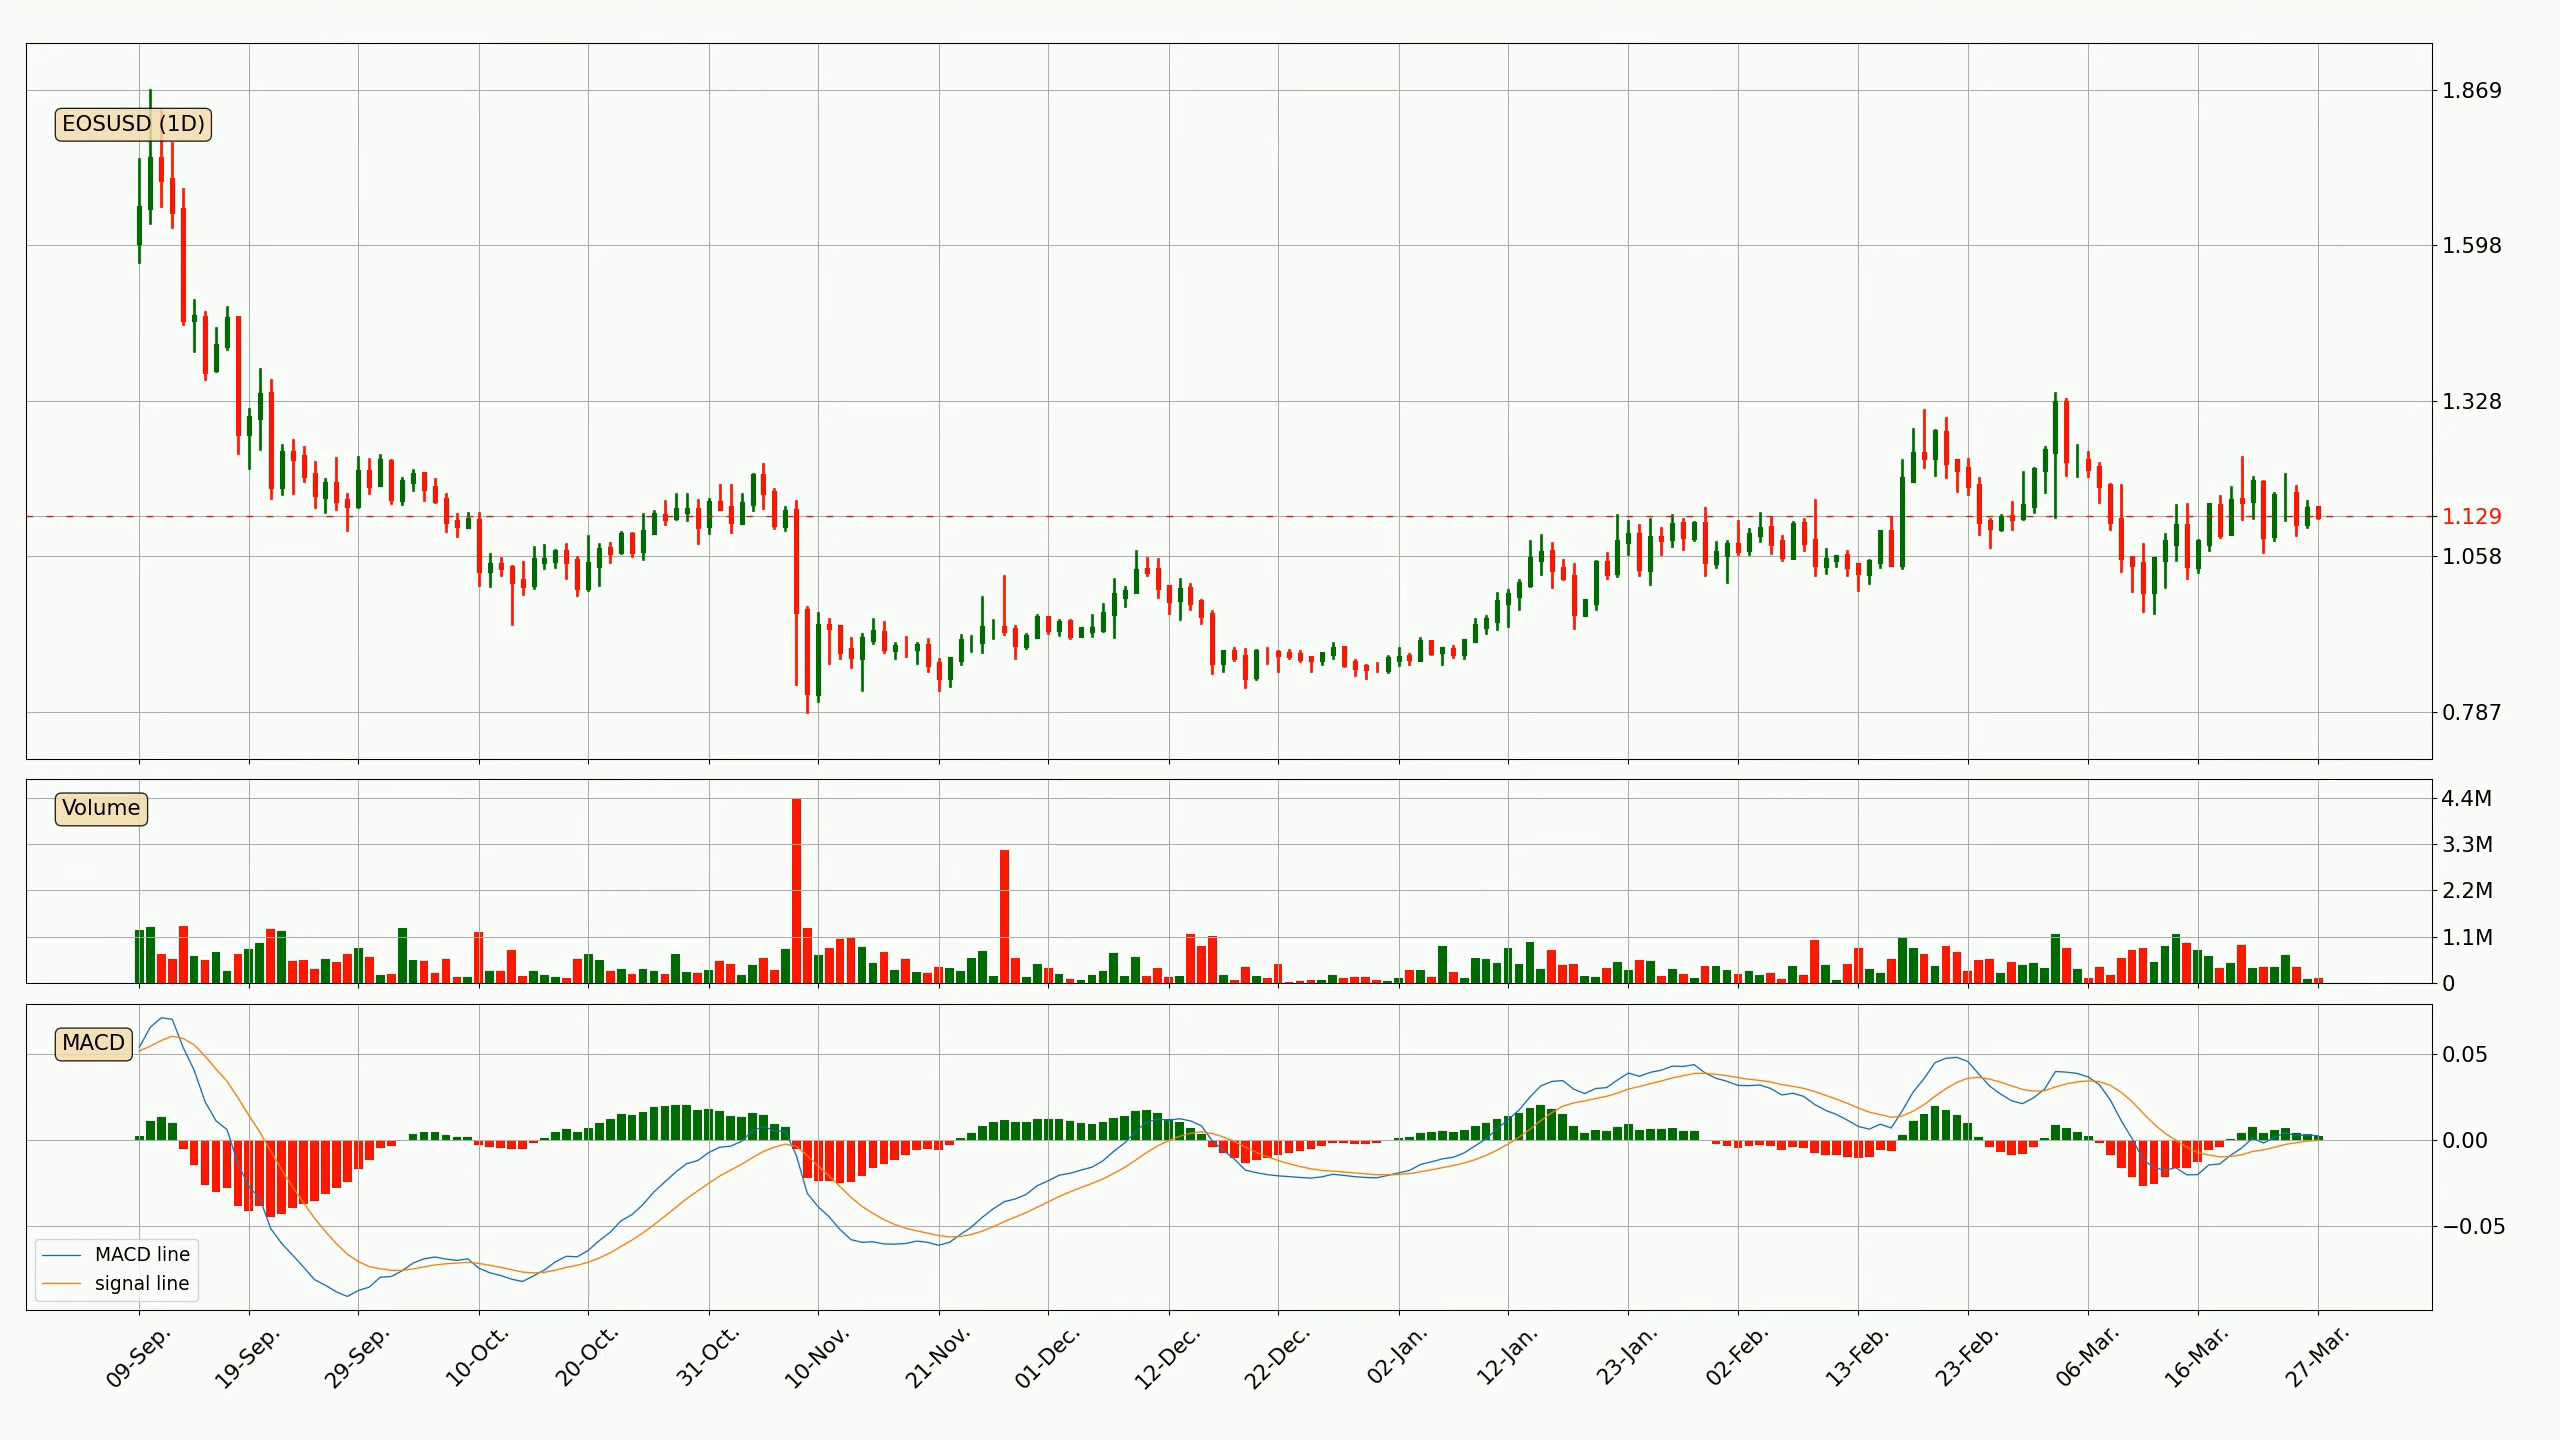 EOSUSD (1D)
1.869
1.598
1.328
1.129
1.058
0.787
Volume
4.4M
3.3M
2.2M
1.1M
0
MACD
0.05
0.00
−0.05
MACD line
signal line
09-Sep.
19-Sep.
29-Sep.
10-Oct.
20-Oct.
31-Oct.
10-Nov.
21-Nov.
01-Dec.
12-Dec.
22-Dec.
02-Jan.
12-Jan.
23-Jan.
02-Feb.
13-Feb.
23-Feb.
06-Mar.
16-Mar.
27-Mar.